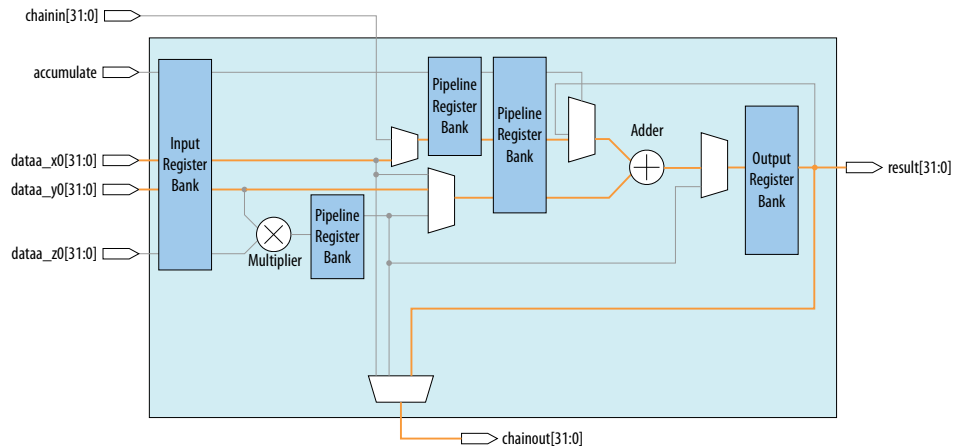 chainin[31:0]
accumulate
Input
Register
Bank
Pipeline
Register
Bank
Pipeline
Register
Bank
Adder
Output
Register
Bank
dataa_x0[31:0]
dataa_y0[31:0]
dataa_z0[31:0]
Multiplier
Pipeline
Register
Bank
result[31:0]
chainout[31:0]